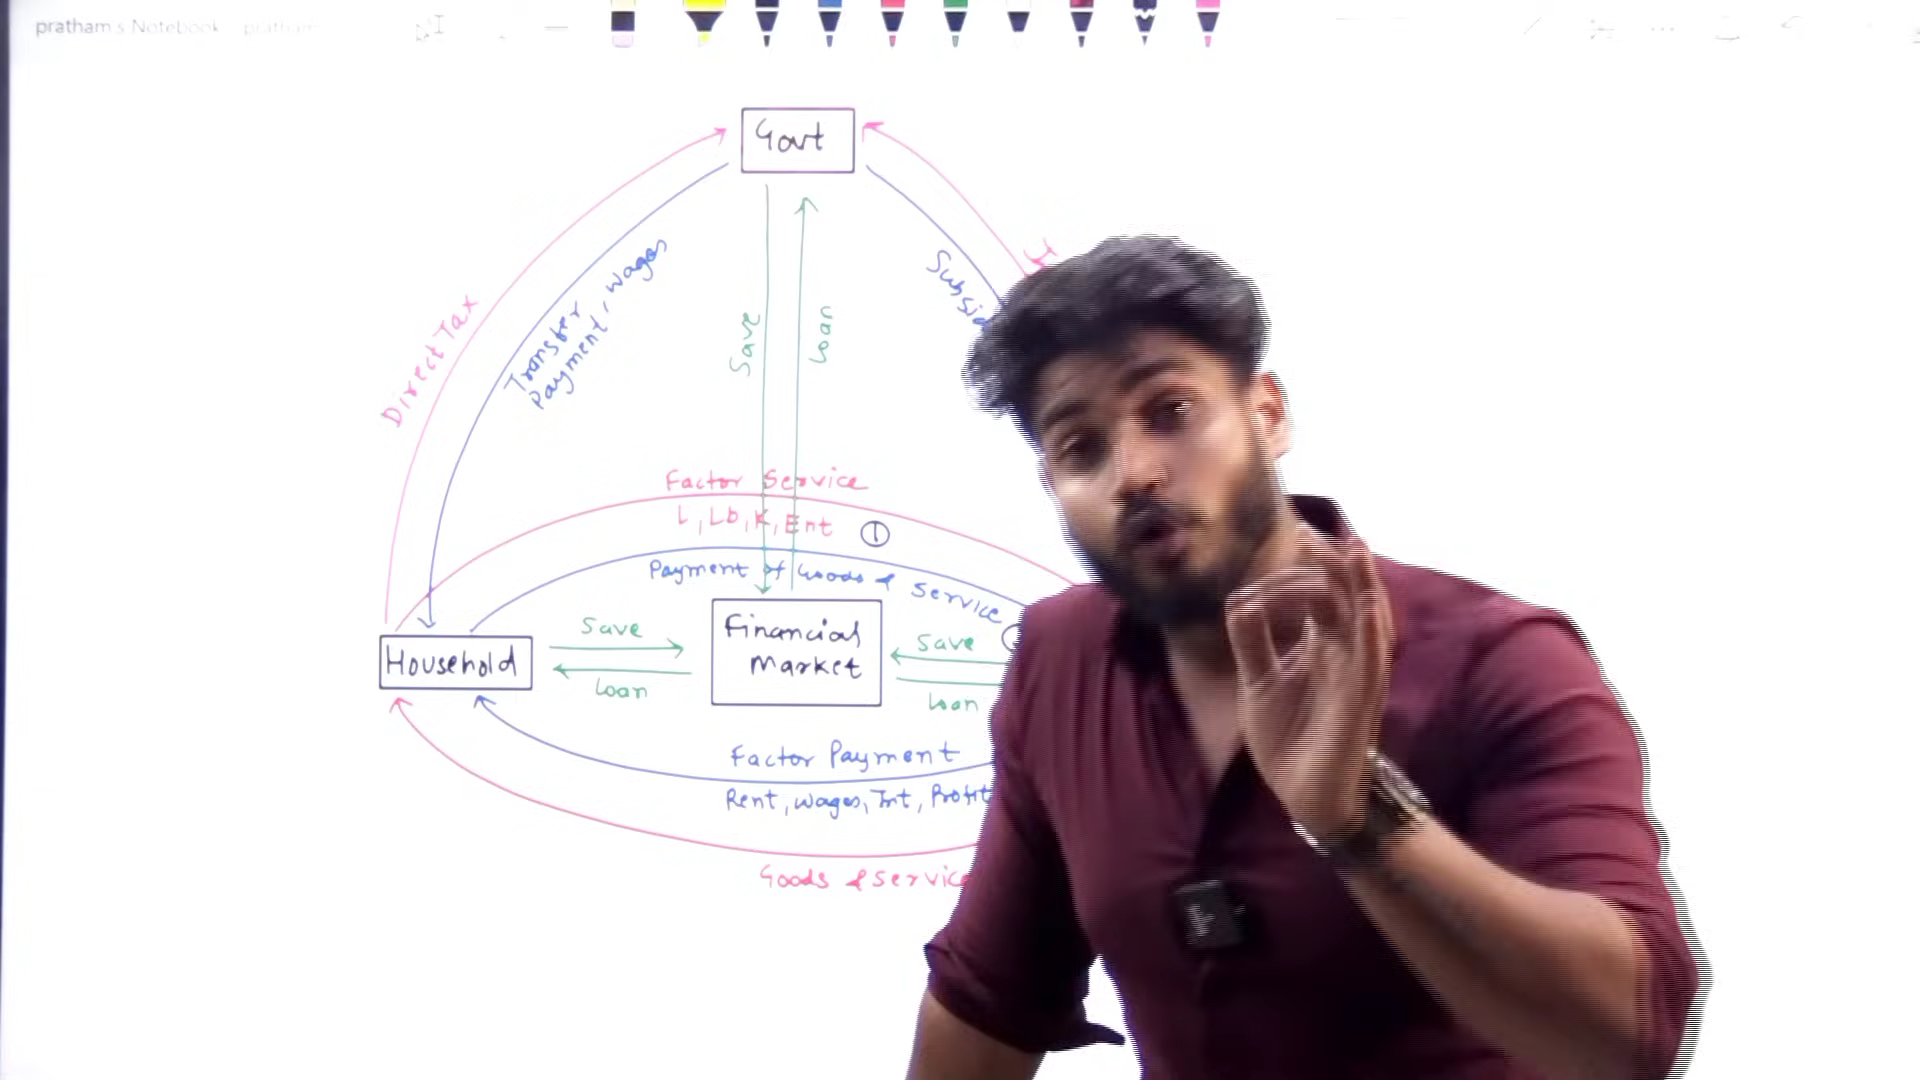 pratham's Notebook
pratham
Govt
Direct Tax
Transfer
Payment, wages
Save
Loan
Factor Service
L, Lb, K, Ent ①
Payment of Goods & Service
Household
Save
Loan
Financial
Market
Save
Loan
Factor Payment
Rent, wages, Int, Profit
Goods & Servic